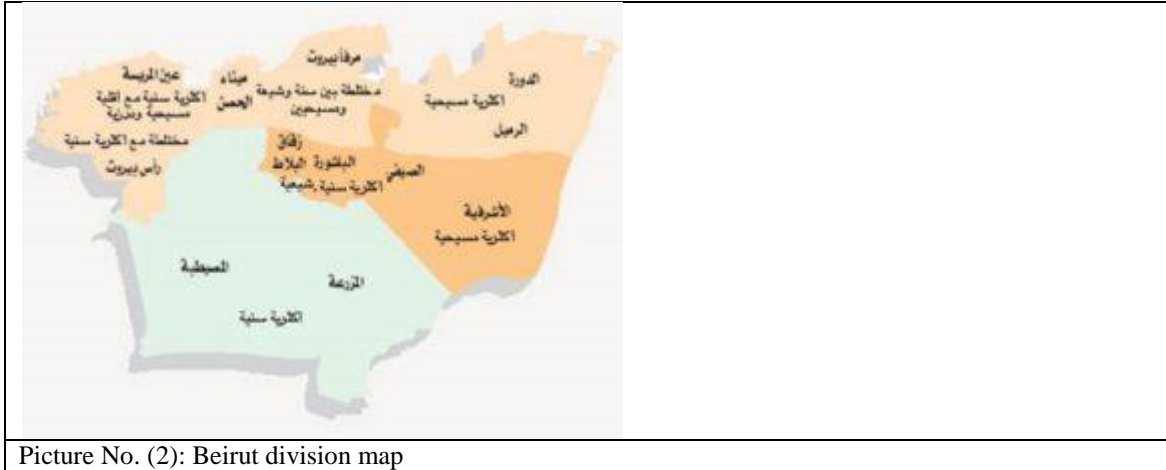 مرفأ بيروت
مختلطة بين سنة وشيعة
ومسيحيين
الدورة
اكثرية مسيحية
الرميل
عين المريسة
اكثرية سنية مع اقلية
مسيحية ودرزية
مختلطة مع اكثرية سنية
رأس بيروت
ميناء
الحصن
زقاق
البلاط
الباشورة
اكثرية سنية شيعية
الصيفي
الأشرفية
اكثرية مسيحية
المصيطبة
المزرعة
اكثرية سنية
Picture No. (2): Beirut division map